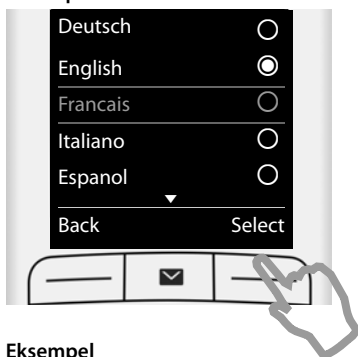 Deutsch
English
Francais
Italiano
Espanol
Back Select
Eksempel